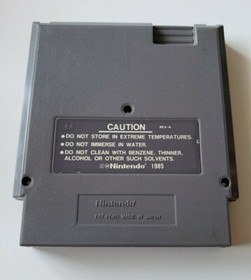 CAUTION REV-A
●DO NOT STORE IN EXTREME TEMPERATURES.
●DO NOT IMMERSE IN WATER.
●DO NOT CLEAN WITH BENZENE, THINNER,
ALCOHOL OR OTHER SUCH SOLVENTS.
©Nintendo 1985
Nintendo